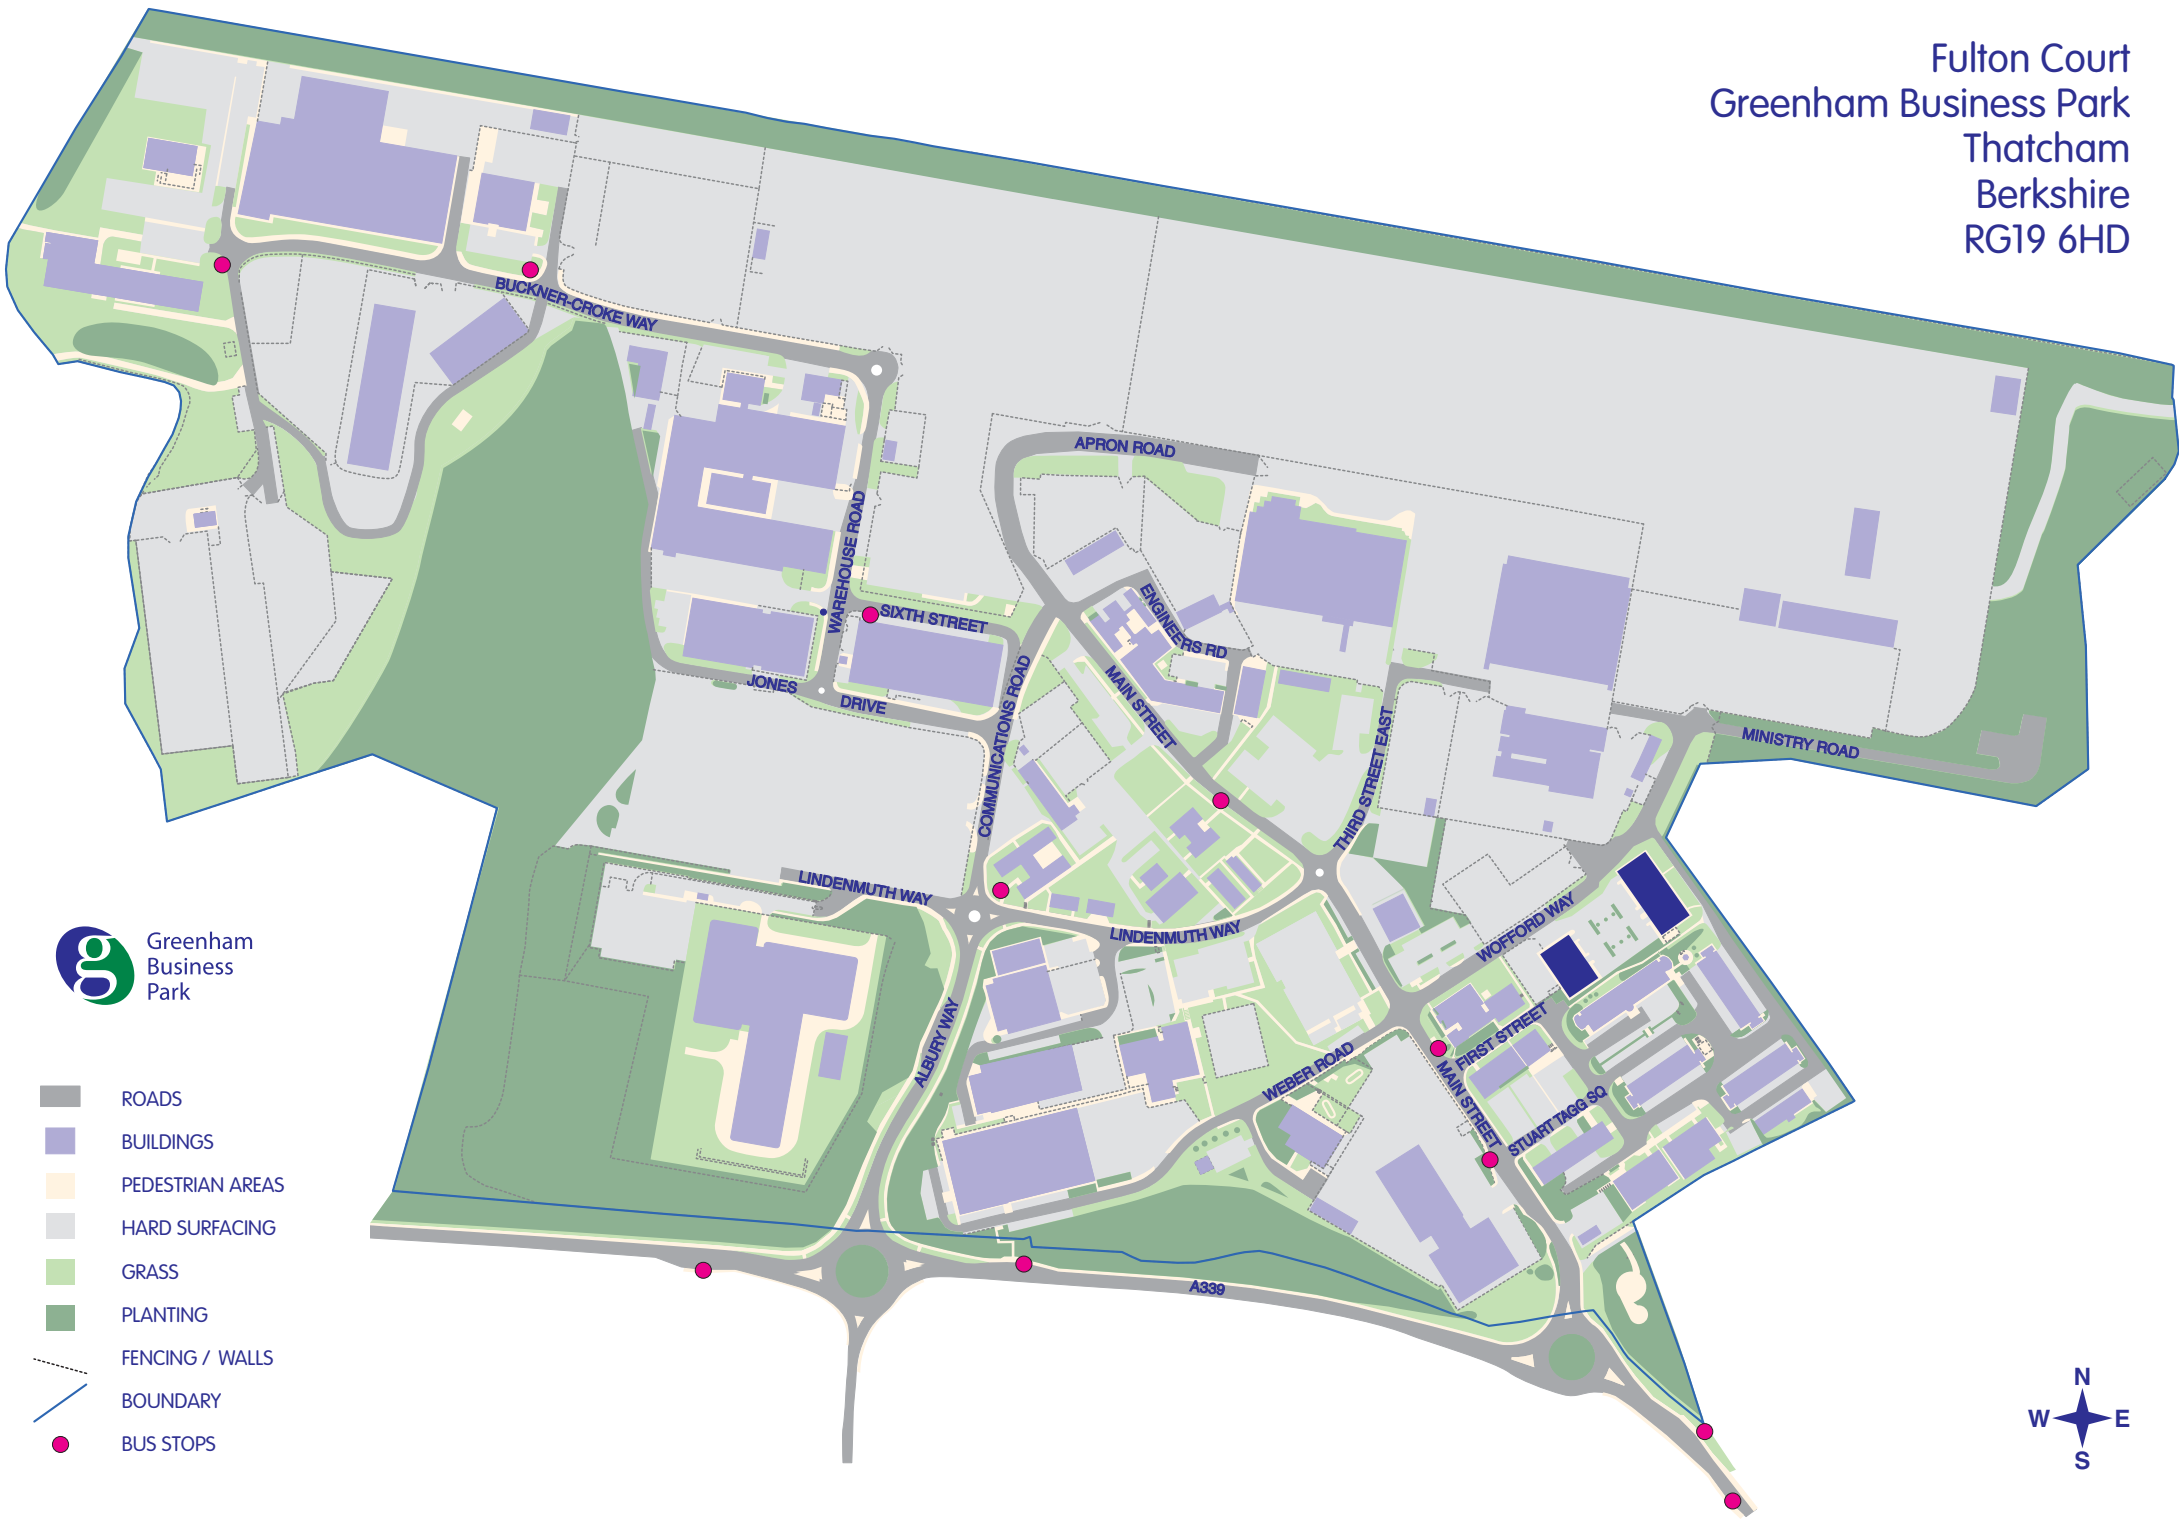 Fulton Court
Greenham Business Park
Thatcham
Berkshire
RG19 6HD
BUCKNER-CROKE WAY
APRON ROAD
WAREHOUSE ROAD
SIXTH STREET
ENGINEERS RD
JONES
DRIVE
COMMUNICATIONS ROAD
MAIN STREET
THIRD STREET EAST
MINISTRY ROAD
LINDENMUTH WAY
LINDENMUTH WAY
WOFFORD WAY
ALBURY WAY
FIRST STREET
WEBER ROAD
MAIN STREET
STUART TAGG SQ
A339
g
Greenham
Business
Park
ROADS
BUILDINGS
PEDESTRIAN AREAS
HARD SURFACING
GRASS
PLANTING
FENCING / WALLS
BOUNDARY
BUS STOPS
N
W E
S